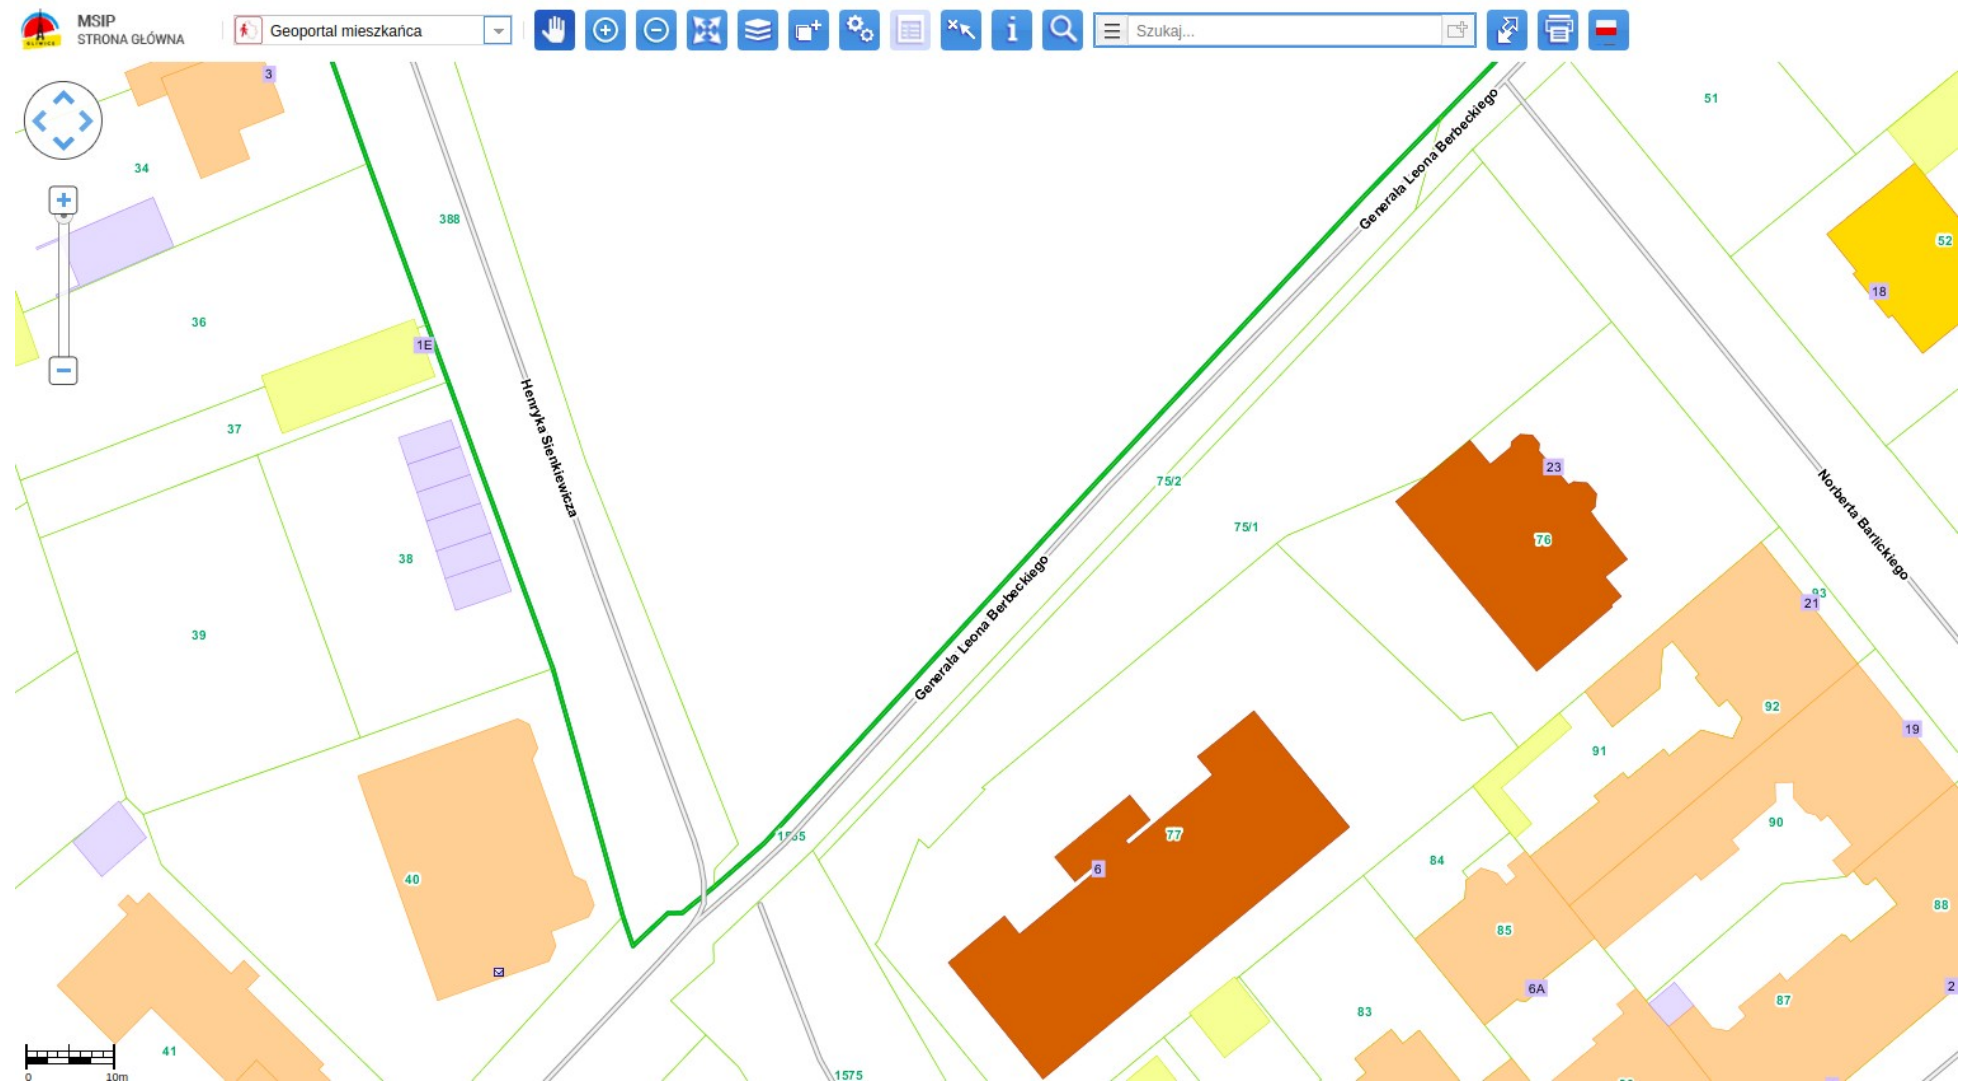 MSIP
STRONA GŁÓWNA
GLIWICE
Geoportal mieszkańca
Szukaj...
3
51
34
Generała Leona Berbeckiego
388
52
18
36
1E
Henryka Sienkiewicza
37
23
75/2
Norberta Barlickiego
75/1
76
38
Generała Leona Berbeckiego
93
21
39
92
19
91
77
90
84
6
40
88
85
6A
2
87
83
41
1575
0 10m